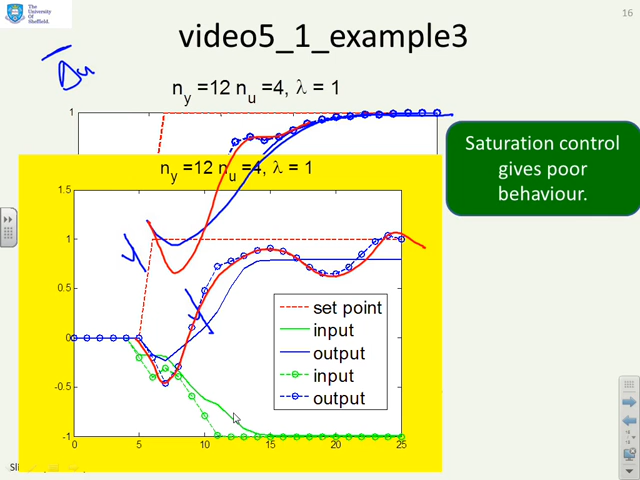 The
University
Of
Sheffield.
16
video5_1_example3
Δu
n_y =12 n_u =4, λ = 1
1
Saturation control
gives poor
behaviour.
n_y =12 n_u =4, λ = 1
1.5
1
0.5
0
-0.5
-1
set point
input
output
input
output
0 5 10 15 20 25